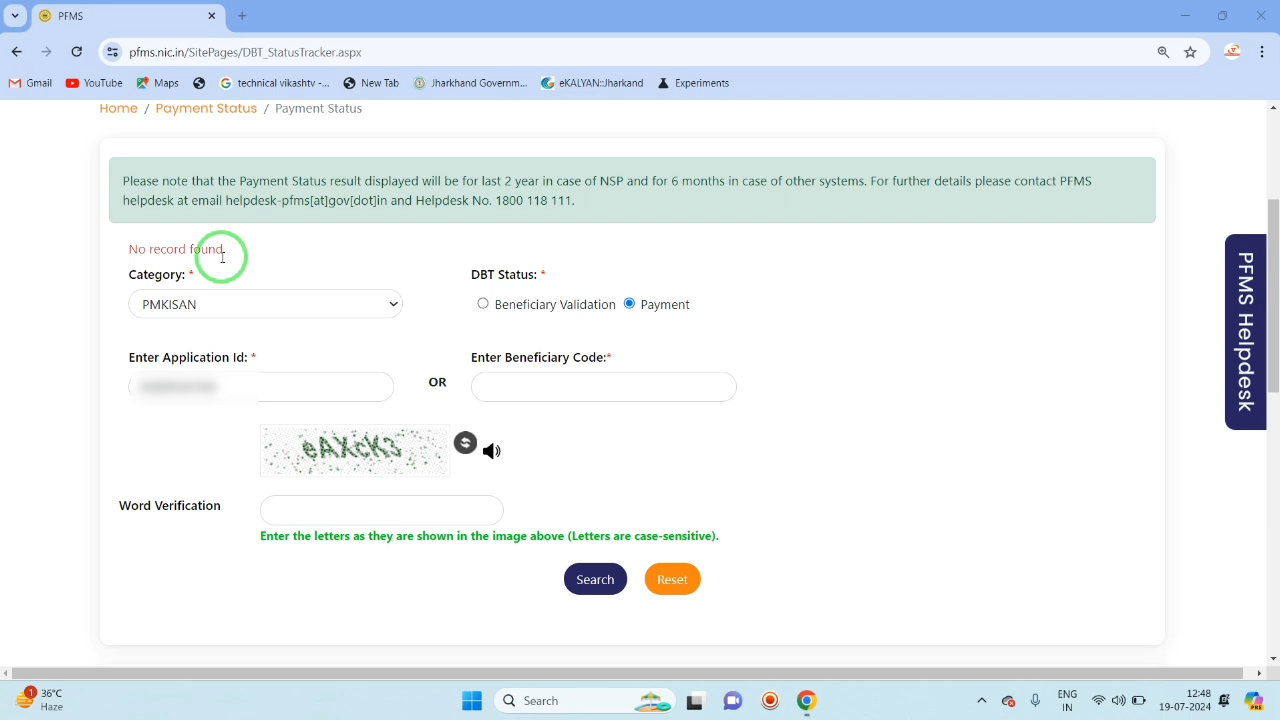 PFMS
pfms.nic.in/SitePages/DBT_StatusTracker.aspx
Gmail YouTube Maps technical vikashtv -... New Tab Jharkhand Governm... eKALYAN::Jharkhand Experiments
Home / Payment Status / Payment Status
Please note that the Payment Status result displayed will be for last 2 year in case of NSP and for 6 months in case of other systems. For further details please contact PFMS
helpdesk at email helpdesk-pfms[at]gov[dot]in and Helpdesk No. 1800 118 111.
No record found.
Category: * DBT Status: *
PMKISAN Beneficiary Validation Payment
Enter Application Id: * Enter Beneficiary Code:*
OR
eAXcK3
Word Verification
Enter the letters as they are shown in the image above (Letters are case-sensitive).
Search Reset
PFMS Helpdesk
1 36°C
Haze
Search
ENG
IN
12:48
19-07-2024
PRE